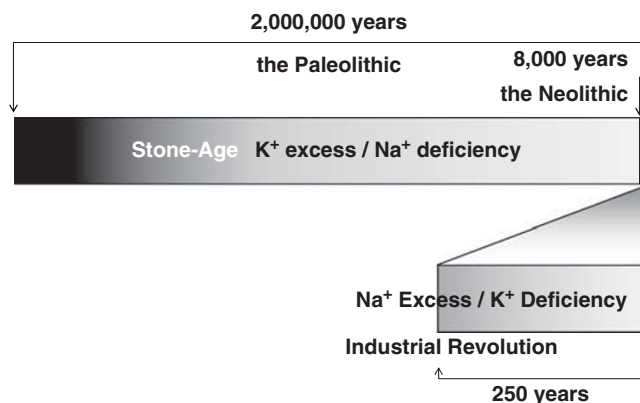 2,000,000 years
the Paleolithic
8,000 years
the Neolithic
Stone-Age K⁺ excess / Na⁺ deficiency
Na⁺ Excess / K⁺ Deficiency
Industrial Revolution
250 years